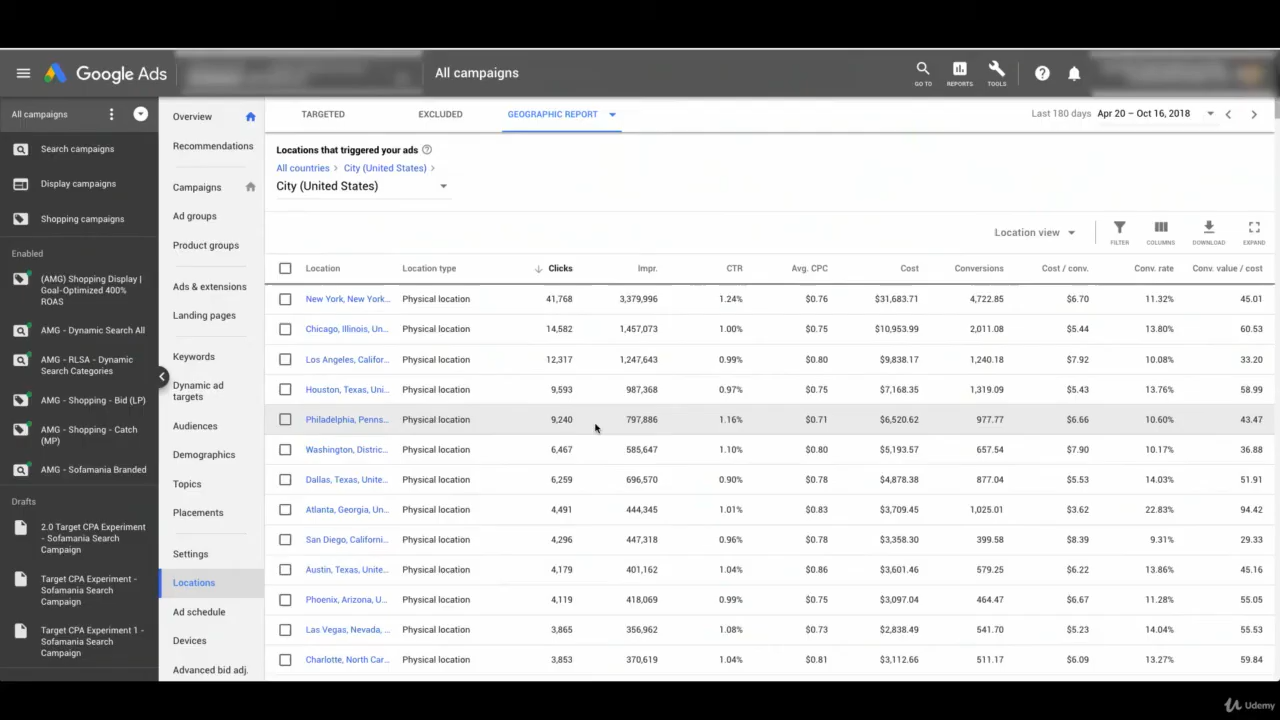 Google Ads
All campaigns
GO TO
REPORTS
TOOLS
All campaigns
Search campaigns
Display campaigns
Shopping campaigns
Enabled
(AMG) Shopping Display |
Goal-Optimized 400%
ROAS
AMG - Dynamic Search All
AMG - RLSA - Dynamic
Search Categories
AMG - Shopping - Bid (LP)
AMG - Shopping - Catch
(MP)
AMG - Sofamania Branded
Drafts
2.0 Target CPA Experiment
- Sofamania Search
Campaign
Target CPA Experiment -
Sofamania Search
Campaign
Target CPA Experiment 1 -
Sofamania Search
Campaign
Overview
Recommendations
Campaigns
Ad groups
Product groups
Ads & extensions
Landing pages
Keywords
Dynamic ad
targets
Audiences
Demographics
Topics
Placements
Settings
Locations
Ad schedule
Devices
Advanced bid adj.
TARGETED EXCLUDED GEOGRAPHIC REPORT Last 180 days Apr 20 – Oct 16, 2018
Locations that triggered your ads
All countries > City (United States) >
City (United States)
Location view FILTER COLUMNS DOWNLOAD EXPAND
Location Location type Clicks Impr. CTR Avg. CPC Cost Conversions Cost / conv. Conv. rate Conv. value / cost
New York, New York... Physical location 41,768 3,379,996 1.24% $0.76 $31,683.71 4,722.85 $6.70 11.32% 45.01
Chicago, Illinois, Un... Physical location 14,582 1,457,073 1.00% $0.75 $10,953.99 2,011.08 $5.44 13.80% 60.53
Los Angeles, Califor... Physical location 12,317 1,247,643 0.99% $0.80 $9,838.17 1,240.18 $7.92 10.08% 33.20
Houston, Texas, Uni... Physical location 9,593 987,368 0.97% $0.75 $7,168.35 1,319.09 $5.43 13.76% 58.99
Philadelphia, Penns... Physical location 9,240 797,886 1.16% $0.71 $6,520.62 977.77 $6.66 10.60% 43.47
Washington, Distric... Physical location 6,467 585,647 1.10% $0.80 $5,193.57 657.54 $7.90 10.17% 36.88
Dallas, Texas, Unite... Physical location 6,259 696,570 0.90% $0.78 $4,878.38 877.04 $5.53 14.03% 51.91
Atlanta, Georgia, Un... Physical location 4,491 444,345 1.01% $0.83 $3,709.45 1,025.01 $3.62 22.83% 94.42
San Diego, Californi... Physical location 4,296 447,318 0.96% $0.78 $3,358.30 399.58 $8.39 9.31% 29.33
Austin, Texas, Unite... Physical location 4,179 401,162 1.04% $0.86 $3,601.46 579.25 $6.22 13.86% 45.16
Phoenix, Arizona, U... Physical location 4,119 418,069 0.99% $0.75 $3,097.04 464.47 $6.67 11.28% 55.05
Las Vegas, Nevada, ... Physical location 3,865 356,962 1.08% $0.73 $2,838.49 541.70 $5.23 14.04% 55.53
Charlotte, North Car... Physical location 3,853 370,619 1.04% $0.81 $3,112.66 511.17 $6.09 13.27% 59.84
Udemy